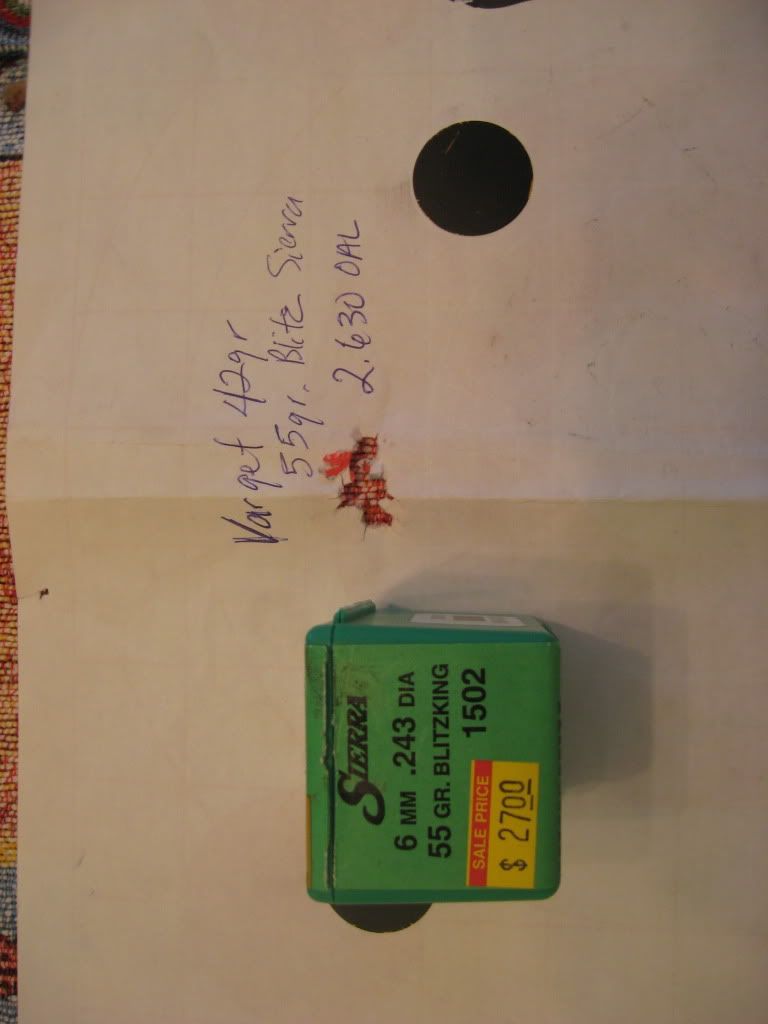 Varget 42gr
55gr. Blitz Sierra
2.630 OAL
SIERRA
6 MM .243 DIA
55 GR. BLITZKING
1502
SALE PRICE
$ 2700